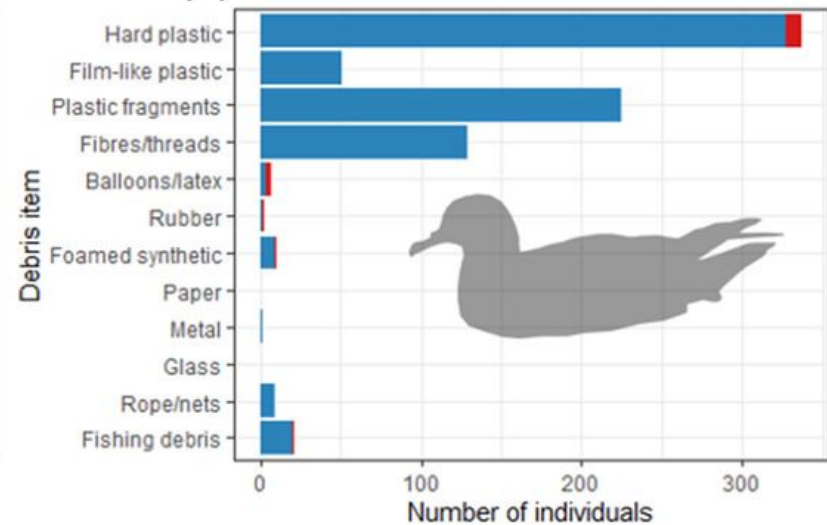 Hard plastic
Film-like plastic
Plastic fragments
Fibres/threads
Balloons/latex
Rubber
Foamed synthetic
Paper
Metal
Glass
Rope/nets
Fishing debris
Debris item
0 100 200 300
Number of individuals